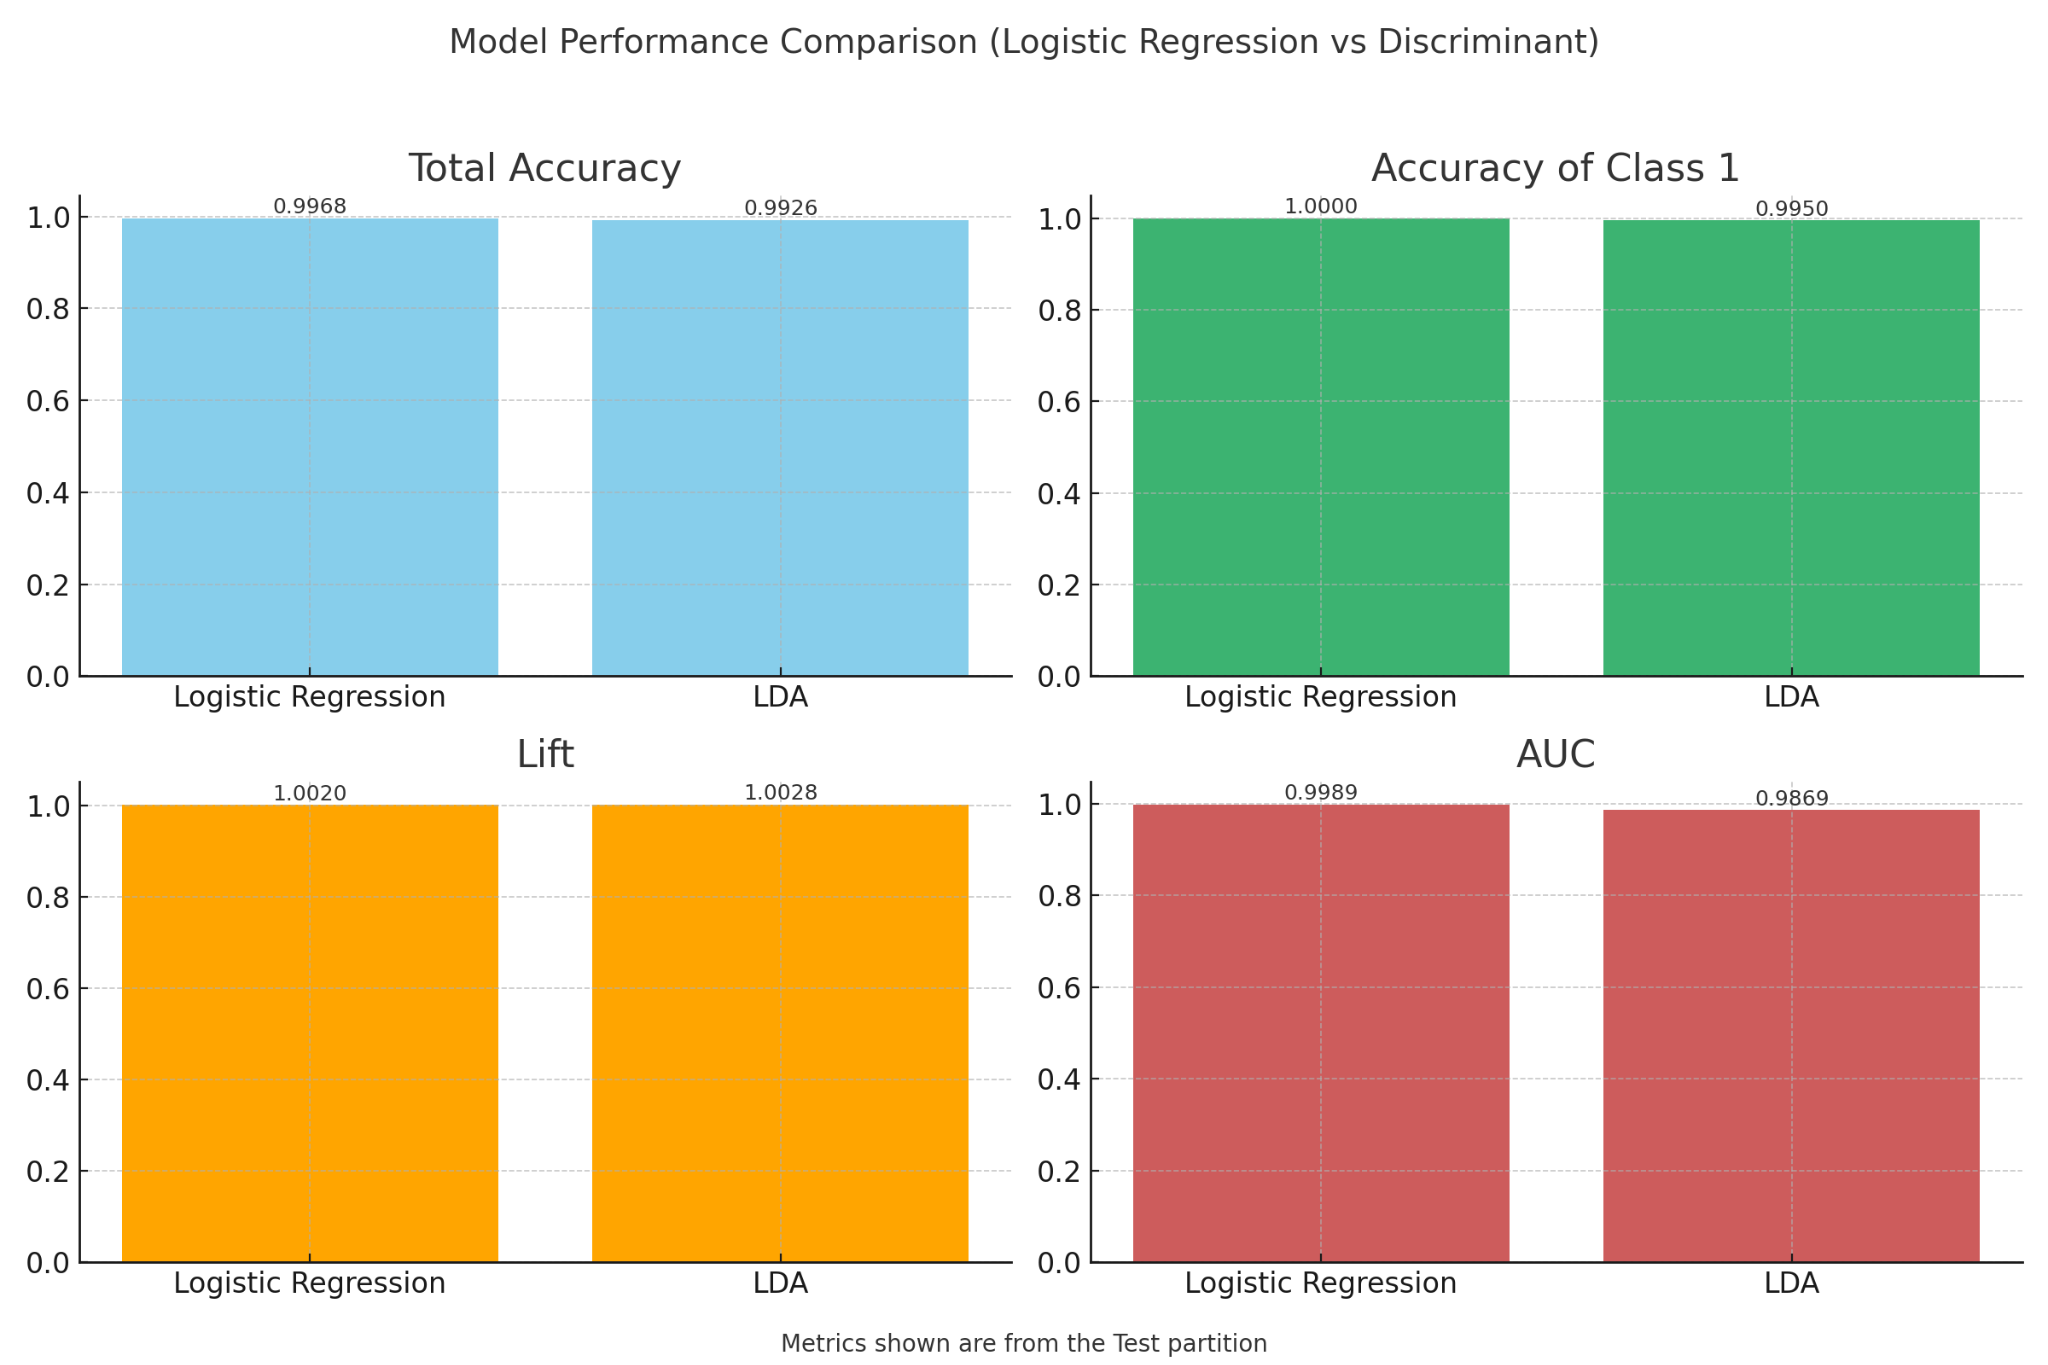 Model Performance Comparison (Logistic Regression vs Discriminant)
Total Accuracy
1.0
0.8
0.6
0.4
0.2
0.0
0.9968
0.9926
Logistic Regression
LDA
Accuracy of Class 1
1.0
0.8
0.6
0.4
0.2
0.0
1.0000
0.9950
Logistic Regression
LDA
Lift
1.0
0.8
0.6
0.4
0.2
0.0
1.0020
1.0028
Logistic Regression
LDA
AUC
1.0
0.8
0.6
0.4
0.2
0.0
0.9989
0.9869
Logistic Regression
LDA
Metrics shown are from the Test partition